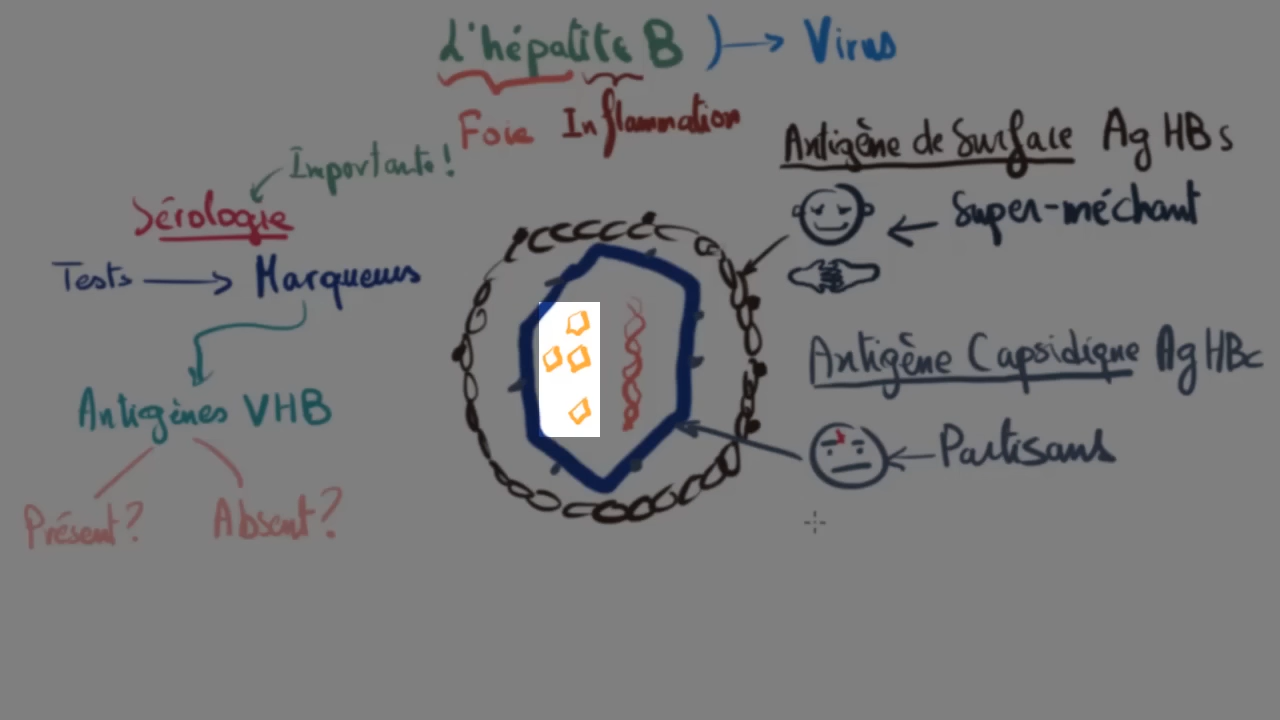 L'hépatite B) → Virus
Foie Inflammation
Importante!
Sérologie
Tests → Marqueurs
Antigènes VHB
Présent? Absent?
Antigène de Surface Ag HBs
Super-méchant
Antigène Capsidique Ag HBc
Partisans